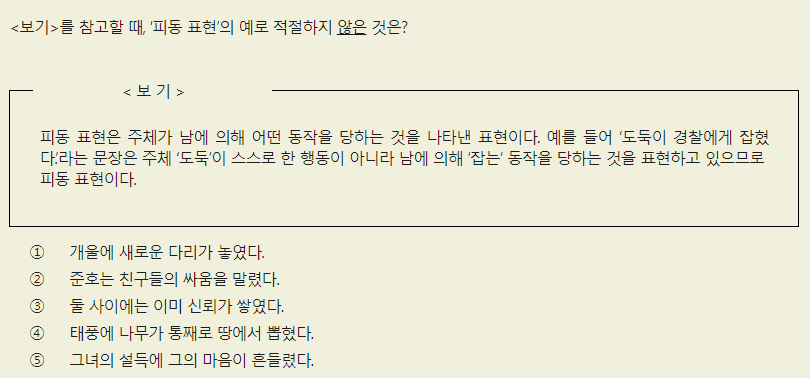 <보기>를 참고할 때, '피동 표현'의 예로 적절하지 않은 것은?
< 보 기 >
피동 표현은 주체가 남에 의해 어떤 동작을 당하는 것을 나타낸 표현이다. 예를 들어 '도둑이 경찰에게 잡혔
다.'라는 문장은 주체 '도둑'이 스스로 한 행동이 아니라 남에 의해 '잡는' 동작을 당하는 것을 표현하고 있으므로
피동 표현이다.
① 개울에 새로운 다리가 놓였다.
② 준호는 친구들의 싸움을 말렸다.
③ 둘 사이에는 이미 신뢰가 쌓였다.
④ 태풍에 나무가 통째로 땅에서 뽑혔다.
⑤ 그녀의 설득에 그의 마음이 흔들렸다.